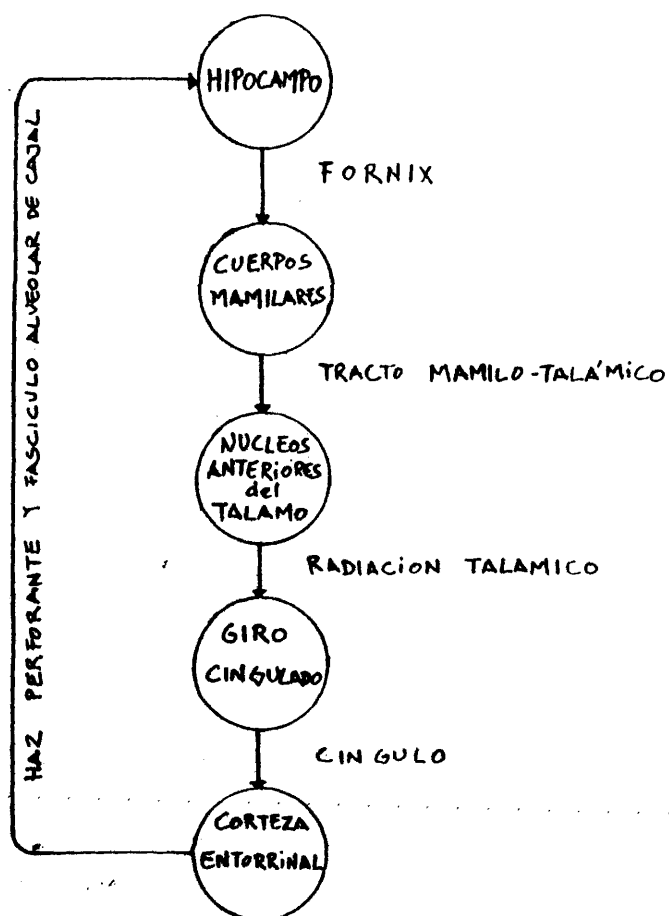 HIPOCAMPO
FORNIX
CUERPOS
MAMILARES
TRACTO MAMILO-TALÁMiCO
NUCLEOS
ANTERiORES
del
TALAMO
RADIACiON TALAMICO
GIRO
CINGULADO
CINGULO
CORTEZA
ENTORRiNAL
HAZ PERFORANTE Y FASCICULO ALVEOLAR DE CAJAL